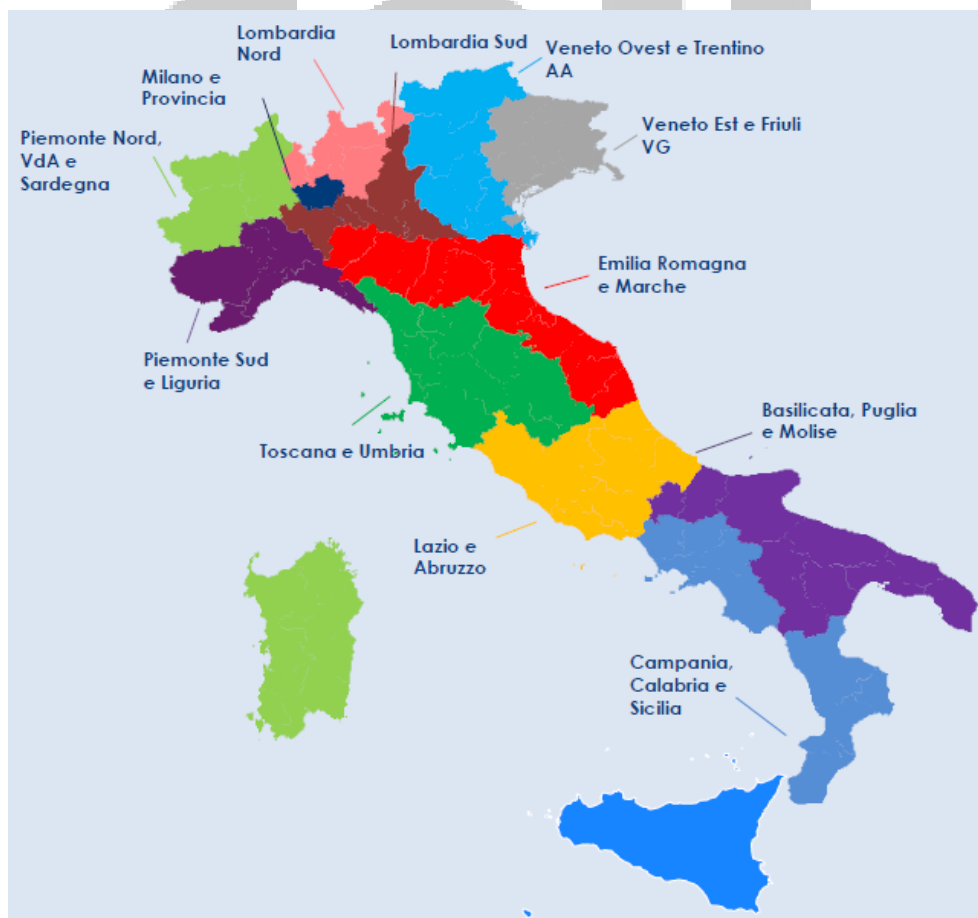 Lombardia
Nord
Lombardia Sud
Veneto Ovest e Trentino
AA
Milano e
Provincia
Veneto Est e Friuli
VG
Piemonte Nord,
VdA e
Sardegna
Emilia Romagna
e Marche
Piemonte Sud
e Liguria
Basilicata, Puglia
e Molise
Toscana e Umbria
Lazio e
Abruzzo
Campania,
Calabria e
Sicilia